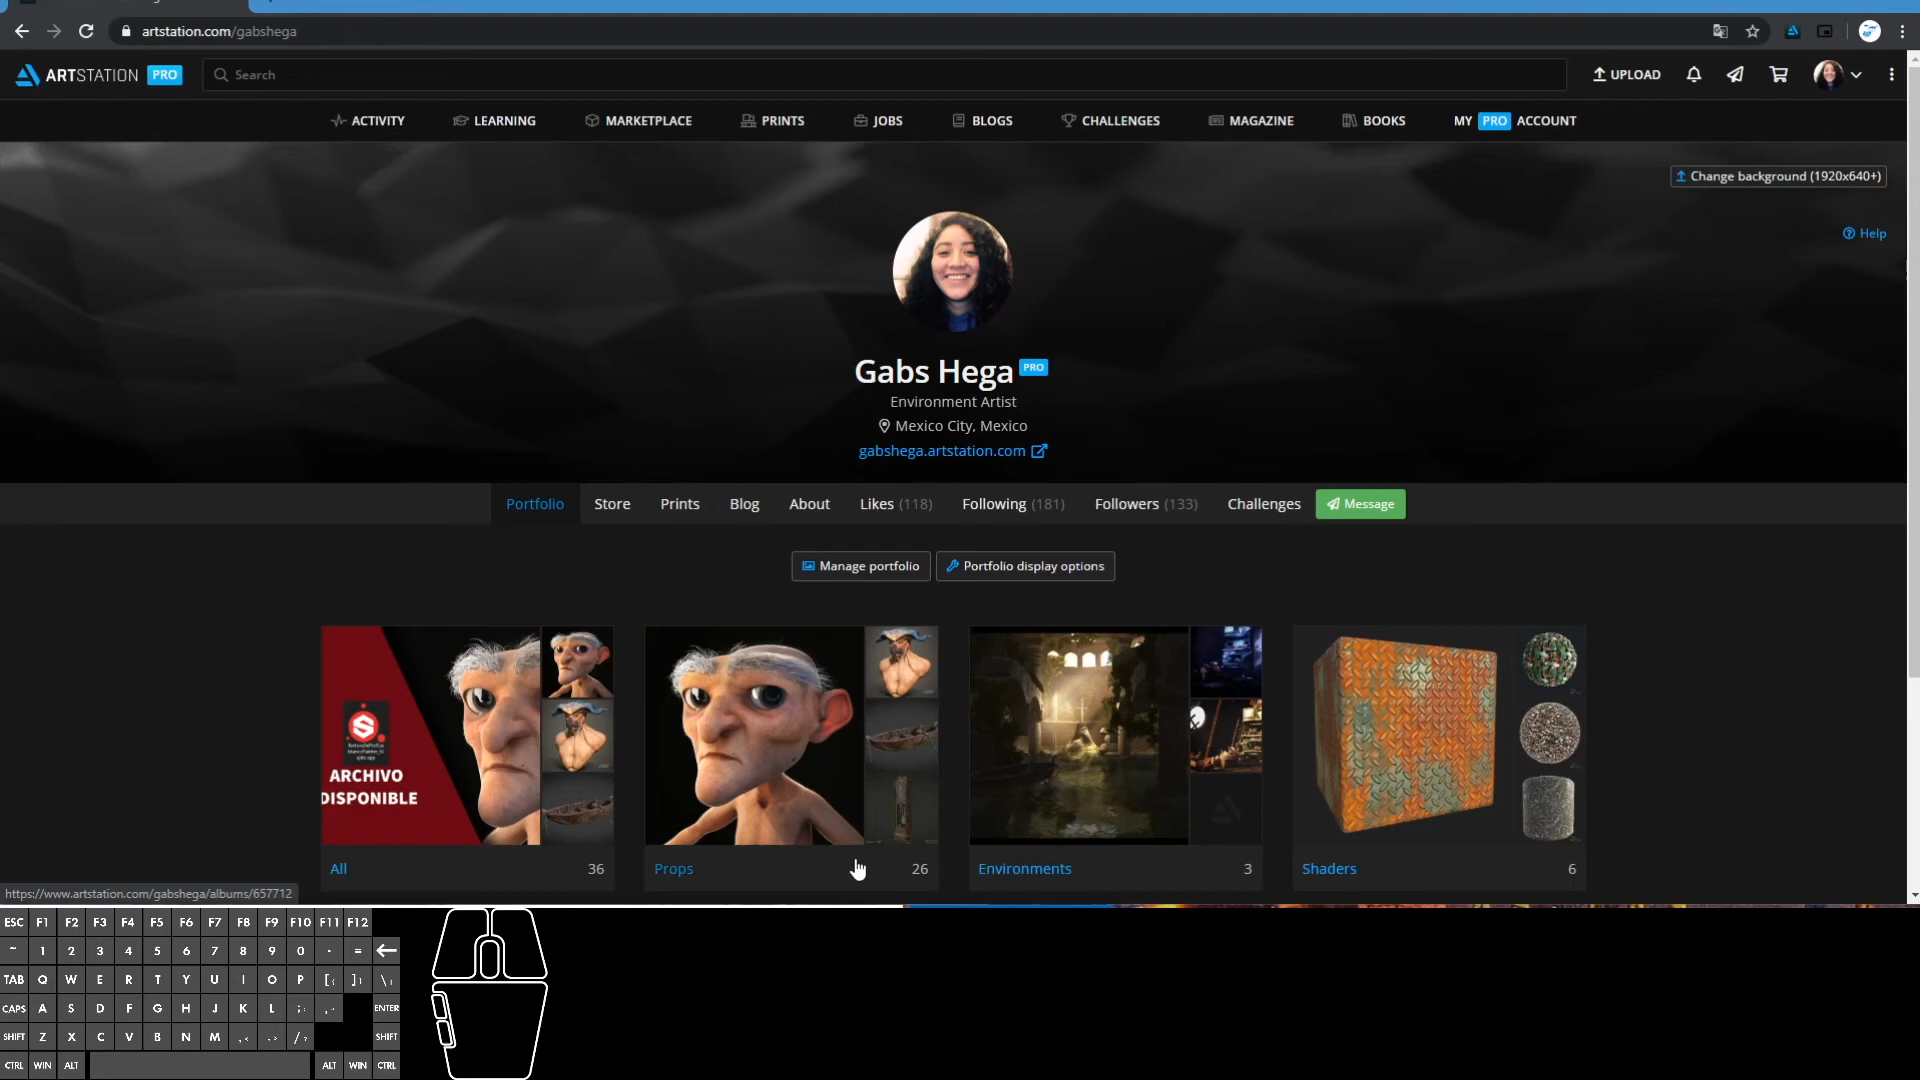 artstation.com/gabshega
ARTSTATION PRO
Search
UPLOAD
ACTIVITY
LEARNING
MARKETPLACE
PRINTS
JOBS
BLOGS
CHALLENGES
MAGAZINE
BOOKS
MY PRO ACCOUNT
Change background (1920x640+)
Help
Gabs Hega PRO
Environment Artist
Mexico City, Mexico
gabshega.artstation.com
Portfolio
Store
Prints
Blog
About
Likes (118)
Following (181)
Followers (133)
Challenges
Message
Manage portfolio
Portfolio display options
ARCHIVO
DISPONIBLE
All 36
Props 26
Environments 3
Shaders 6
https://www.artstation.com/gabshega/albums/657712
ESC F1 F2 F3 F4 F5 F6 F7 F8 F9 F10 F11 F12
~ 1 2 3 4 5 6 7 8 9 0 - =
TAB Q W E R T Y U I O P [ ] \
CAPS A S D F G H J K L ; ENTER
SHIFT Z X C V B N M , . / SHIFT
CTRL WIN ALT ALT WIN CTRL